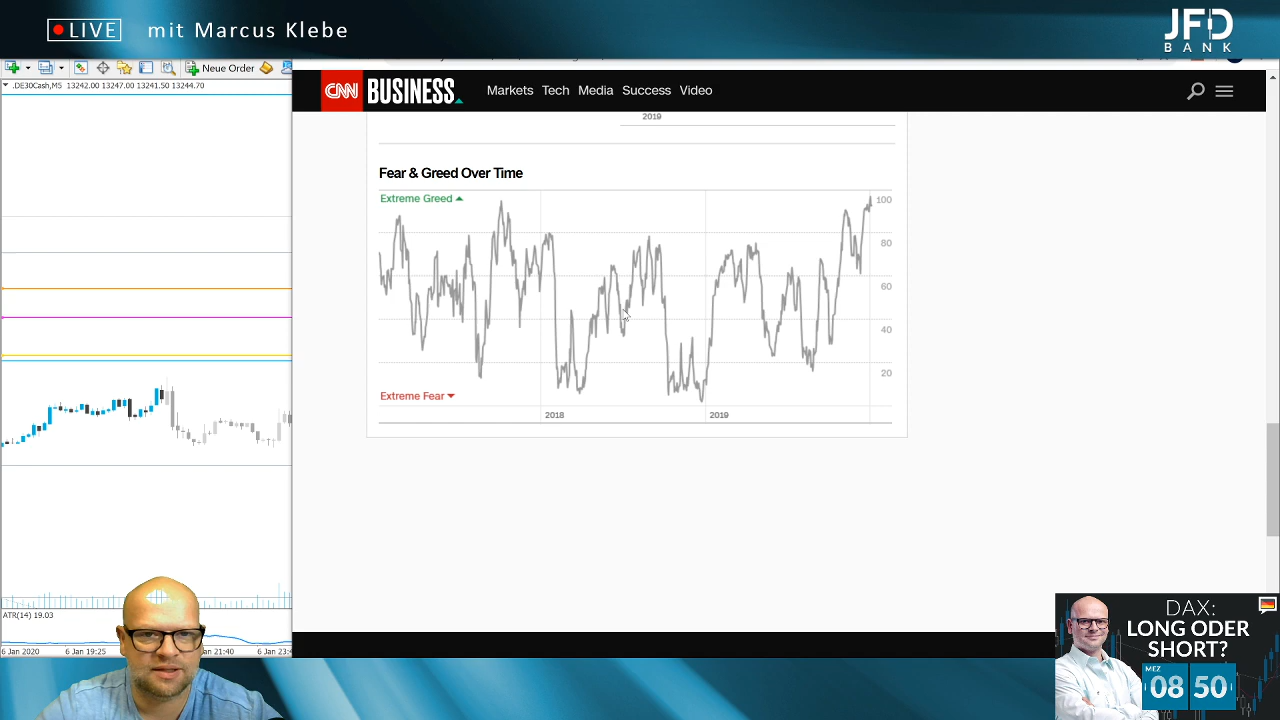 LIVE mit Marcus Klebe
JFD
BANK
Neue Order
.DE30Cash,M5 13242.00 13247.00 13241.50 13244.70
CNN BUSINESS Markets Tech Media Success Video
2019
Fear & Greed Over Time
Extreme Greed
100
80
60
40
20
Extreme Fear
2018 2019
ATR(14) 19.03
6 Jan 2020 6 Jan 19:25 an 21:40 6 Jan 23:4
DAX:
LONG ODER
SHORT?
MEZ
08 50